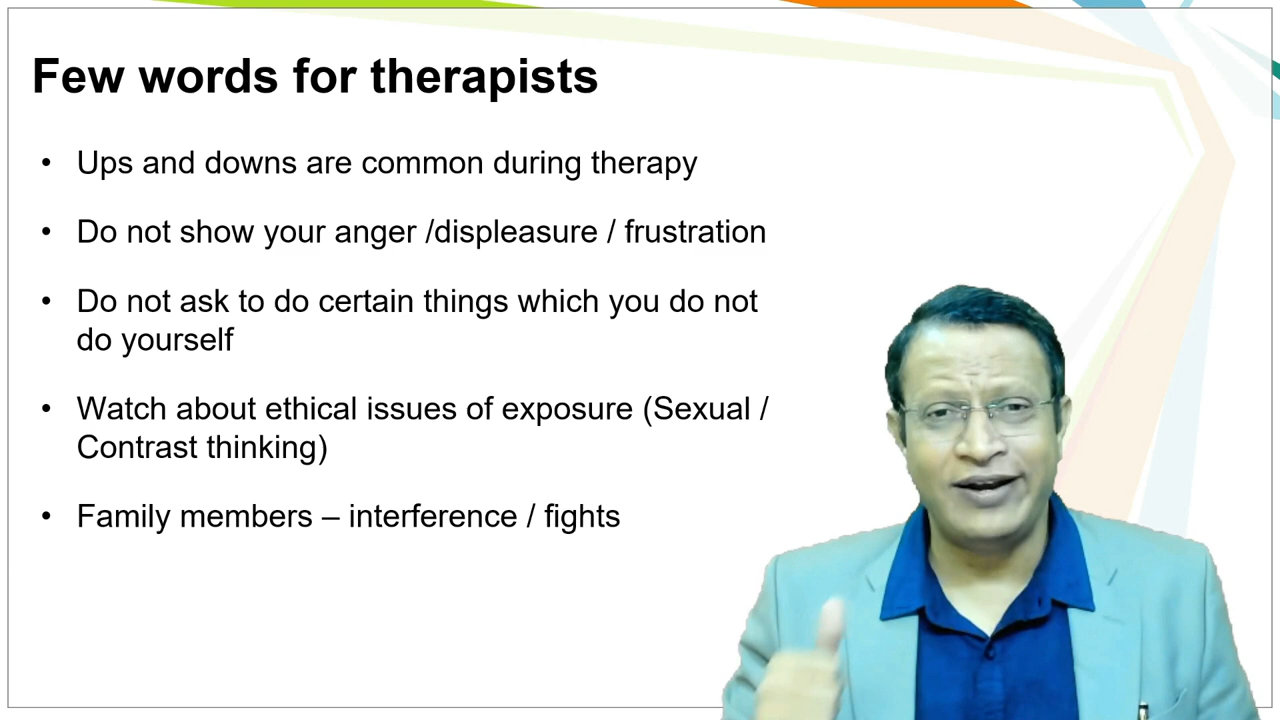 Few words for therapists
• Ups and downs are common during therapy
• Do not show your anger /displeasure / frustration
• Do not ask to do certain things which you do not
do yourself
• Watch about ethical issues of exposure (Sexual /
Contrast thinking)
• Family members – interference / fights